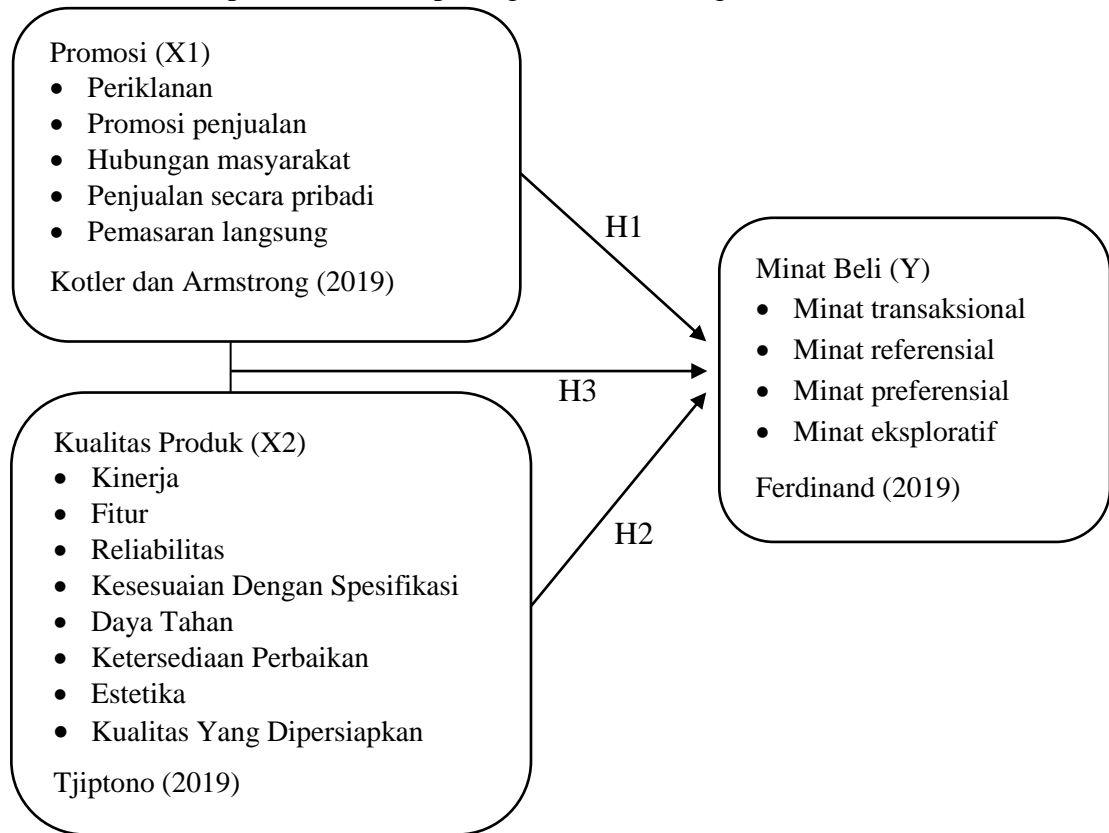 Promosi (X1)
• Periklanan
• Promosi penjualan
• Hubungan masyarakat
• Penjualan secara pribadi
• Pemasaran langsung
Kotler dan Armstrong (2019)
H1
Minat Beli (Y)
• Minat transaksional
• Minat referensial
• Minat preferensial
• Minat eksploratif
Ferdinand (2019)
H3
Kualitas Produk (X2)
• Kinerja
• Fitur
• Reliabilitas
• Kesesuaian Dengan Spesifikasi
• Daya Tahan
• Ketersediaan Perbaikan
• Estetika
• Kualitas Yang Dipersiapkan
Tjiptono (2019)
H2